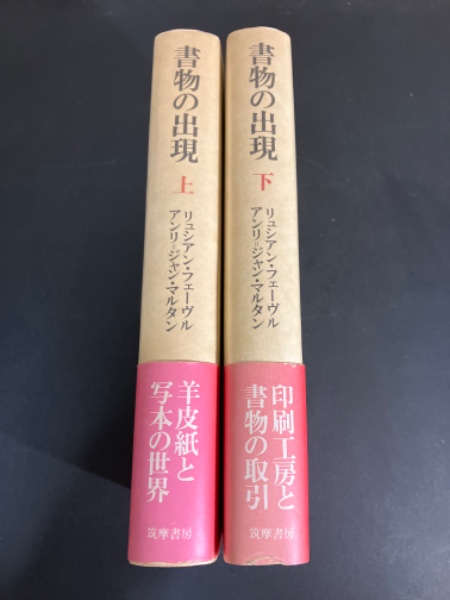 書物の出現
上
リュシアン・フェーヴル
アンリ=ジャン・マルタン
羊皮紙と
写本の世界
筑摩書房
書物の出現
下
リュシアン・フェーヴル
アンリ=ジャン・マルタン
印刷工房と
書物の取引
筑摩書房